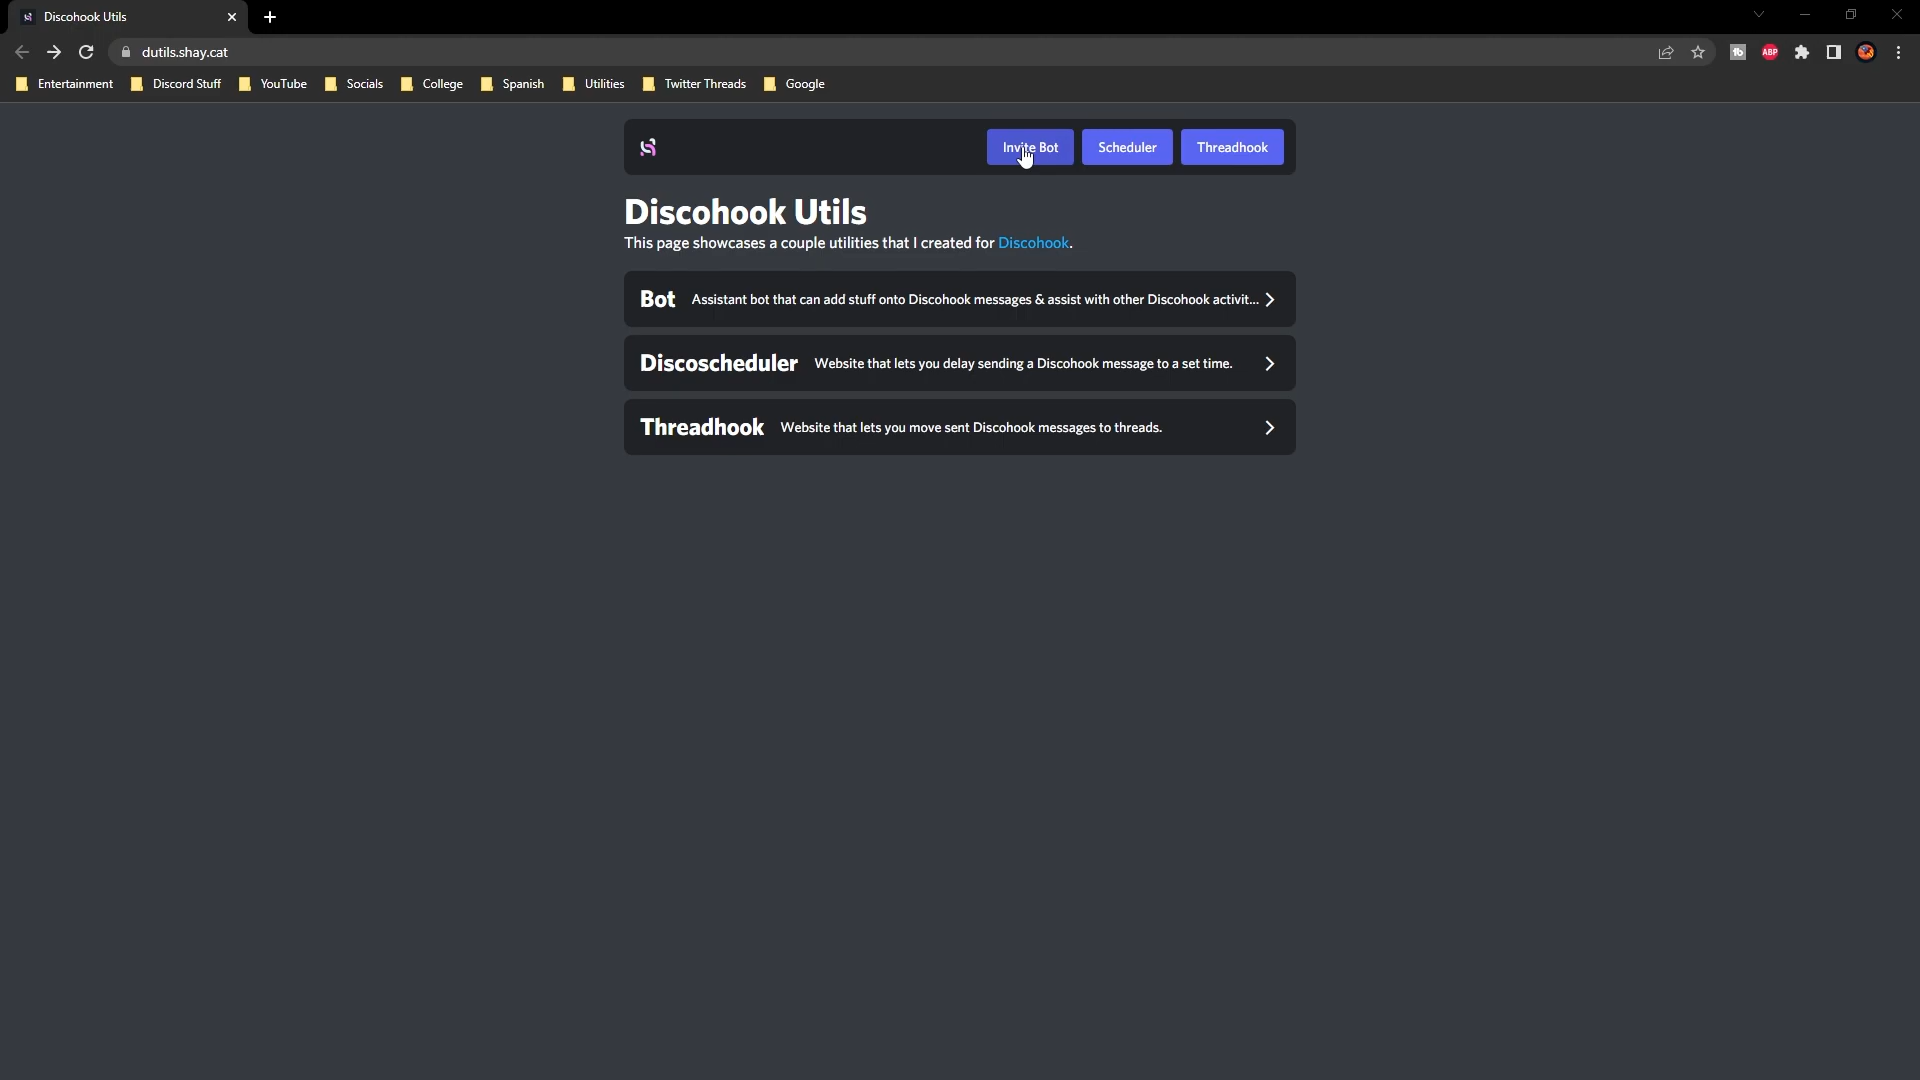 Discohook Utils
dutils.shay.cat
ABP
Entertainment Discord Stuff YouTube Socials College Spanish Utilities Twitter Threads Google
Invite Bot Scheduler Threadhook
Discohook Utils
This page showcases a couple utilities that I created for Discohook.
Bot Assistant bot that can add stuff onto Discohook messages & assist with other Discohook activit...
Discoscheduler Website that lets you delay sending a Discohook message to a set time.
Threadhook Website that lets you move sent Discohook messages to threads.